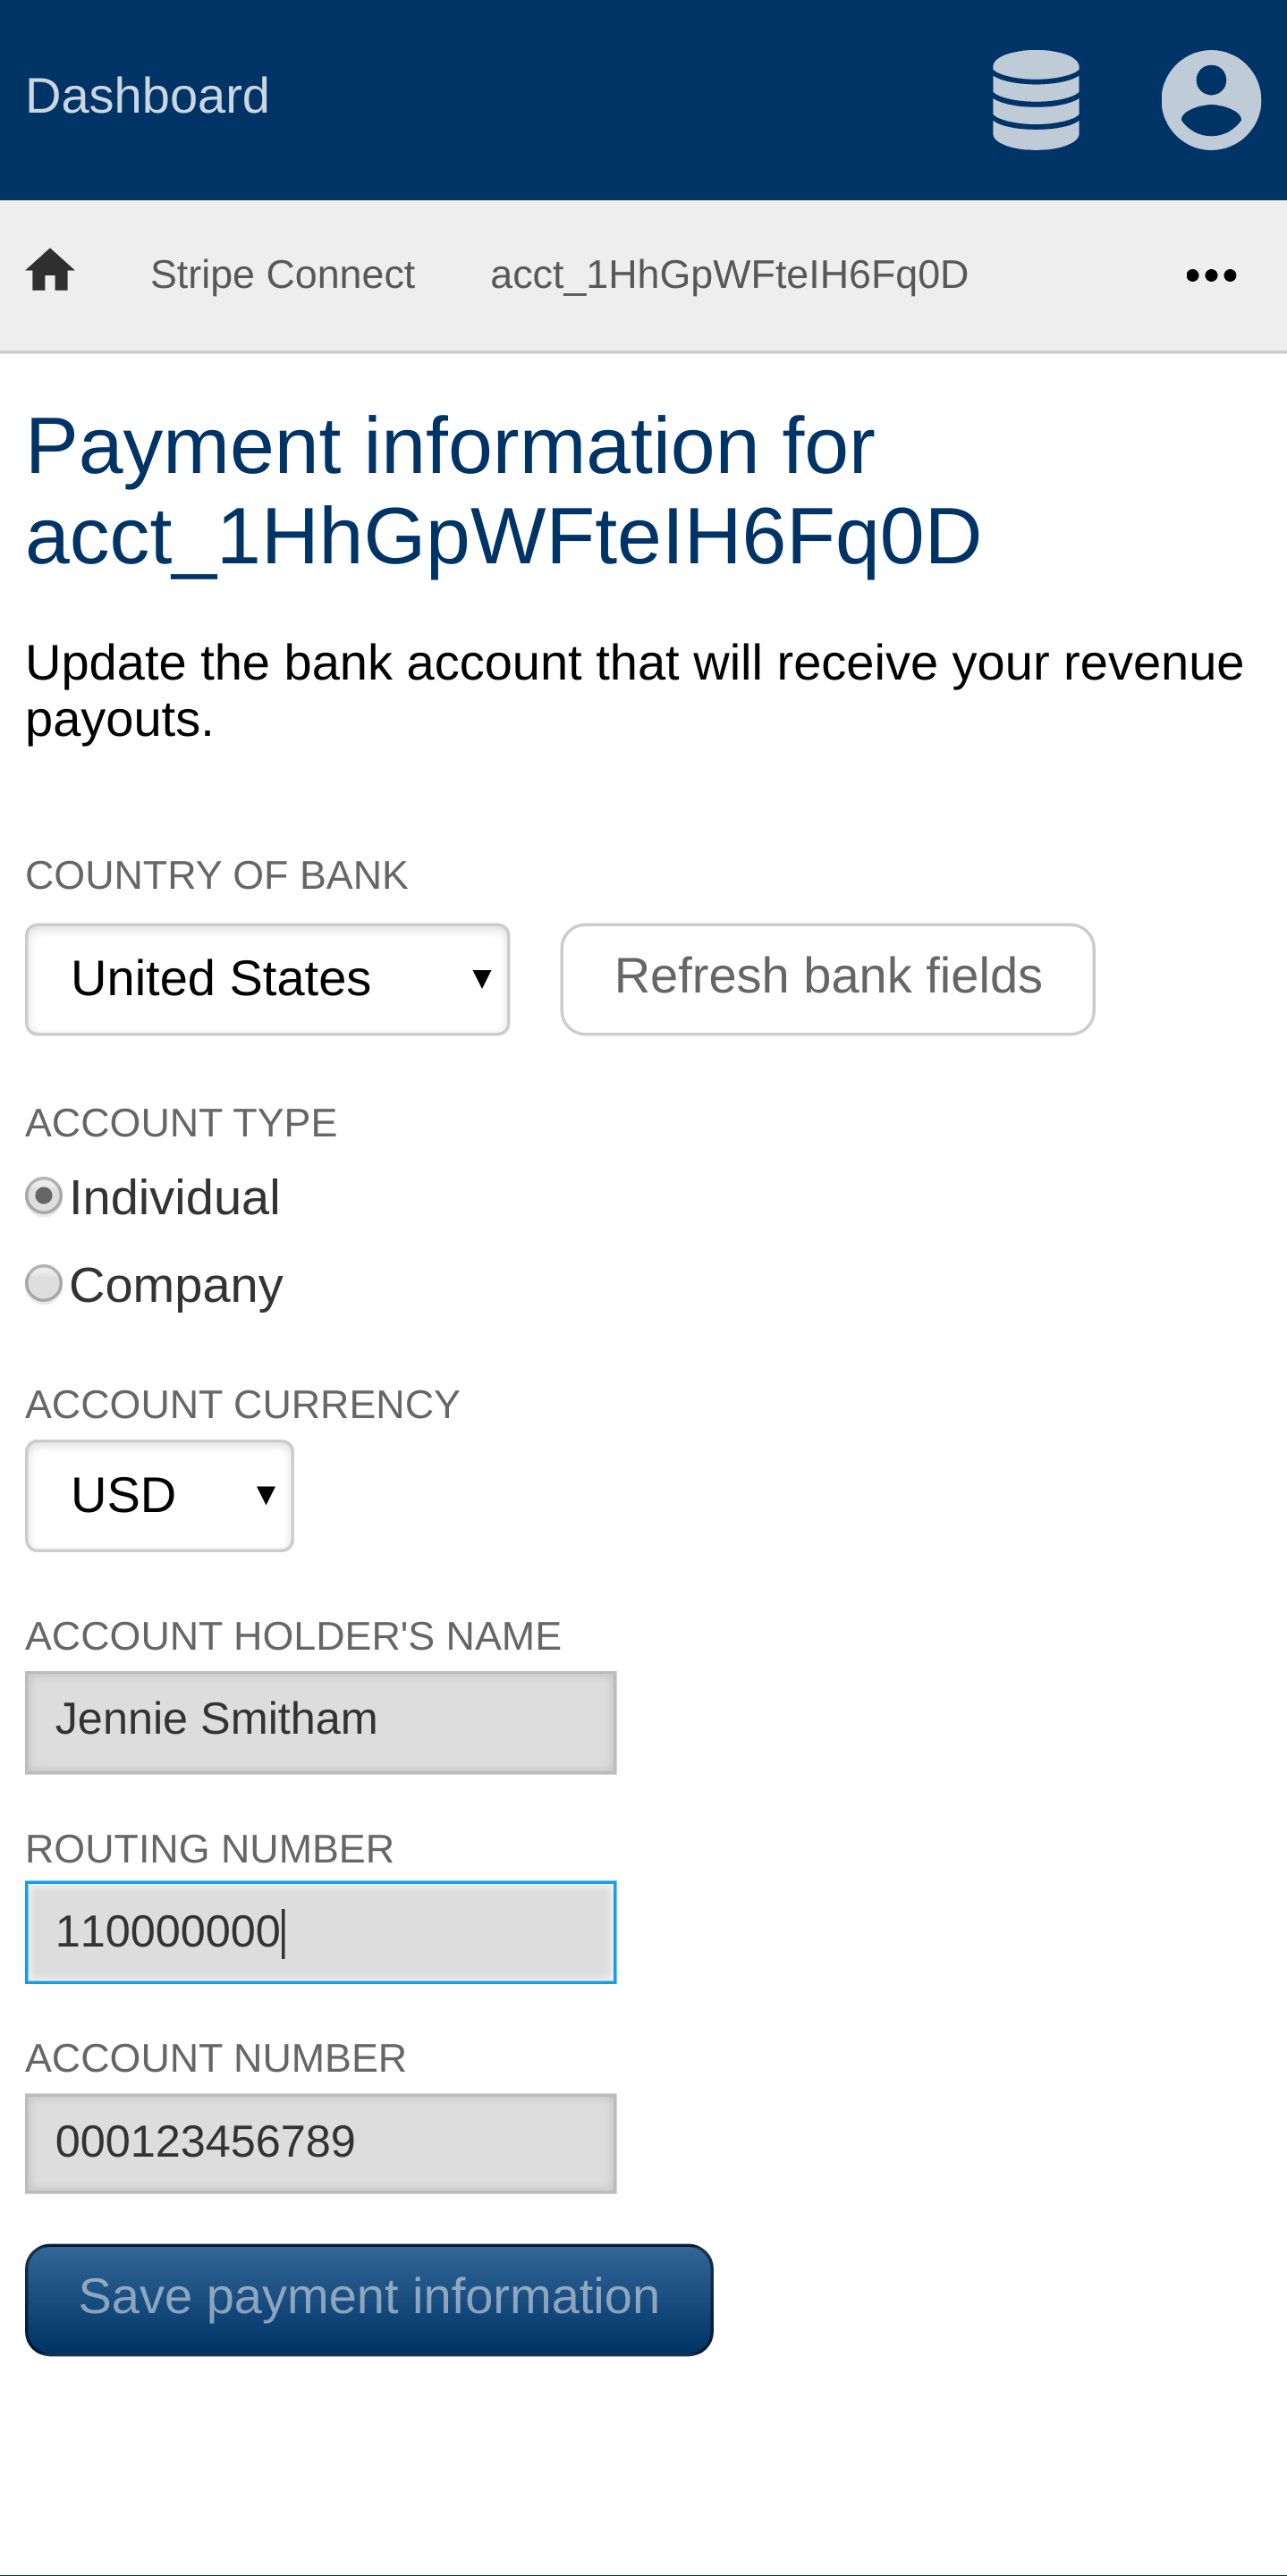 Dashboard
Stripe Connect acct_1HhGpWFteIH6Fq0D
Payment information for
acct_1HhGpWFteIH6Fq0D
Update the bank account that will receive your revenue
payouts.
COUNTRY OF BANK
United States Refresh bank fields
ACCOUNT TYPE
Individual
Company
ACCOUNT CURRENCY
USD
ACCOUNT HOLDER'S NAME
Jennie Smitham
ROUTING NUMBER
110000000
ACCOUNT NUMBER
000123456789
Save payment information